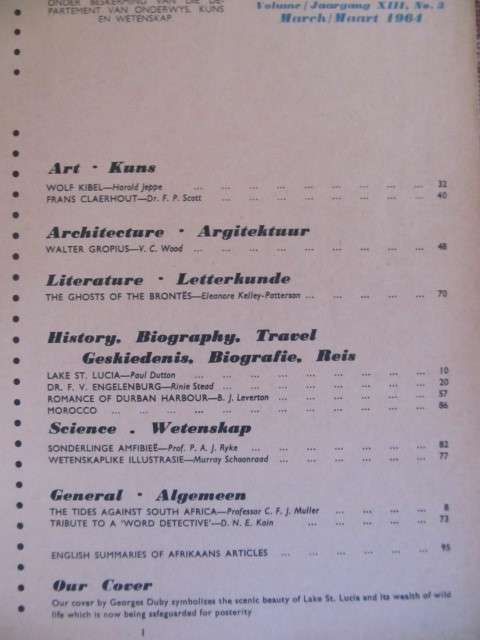 ONDER BESKERMING VAN DIE DE-
PARTEMENT VAN ONDERWYS, KUNS
EN WETENSKAP
Volume/Jaargang XIII, No. 3
March/Maart 1964
Art · Kuns
WOLF KIBEL—Harold Jeppe ... ... ... ... ... ... ... ... 32
FRANS CLAERHOUT—Dr. F. P. Scott ... ... ... ... ... ... ... 40
Architecture · Argitektuur
WALTER GROPIUS—V. C. Wood ... ... ... ... ... ... ... ... 48
Literature · Letterkunde
THE GHOSTS OF THE BRONTËS—Eleanore Kelley-Patterson ... ... ... ... ... 70
History, Biography, Travel
Geskiedenis, Biografie, Reis
LAKE ST. LUCIA—Paul Dutton ... ... ... ... ... ... ... ... 10
DR. F. V. ENGELENBURG—Rinie Stead ... ... ... ... ... ... ... 20
ROMANCE OF DURBAN HARBOUR—B. J. Leverton ... ... ... ... ... ... 57
MOROCCO ... ... ... ... ... ... ... ... ... ... ... 86
Science . Wetenskap
SONDERLINGE AMFIBIEË—Prof. P. A. J. Ryke ... ... ... ... ... ... 82
WETENSKAPLIKE ILLUSTRASIE—Murray Schoonraad ... ... ... ... ... ... 77
General · Algemeen
THE TIDES AGAINST SOUTH AFRICA—Professor C. F. J. Muller ... ... ... ... 8
TRIBUTE TO A 'WORD DETECTIVE'—D. N. E. Kain ... ... ... ... ... 73
ENGLISH SUMMARIES OF AFRIKAANS ARTICLES ... ... ... ... ... ... 95
Our Cover
Our cover by Georges Duby symbolizes the scenic beauty of Lake St. Lucia and its wealth of wild
life which is now being safeguarded for posterity
1